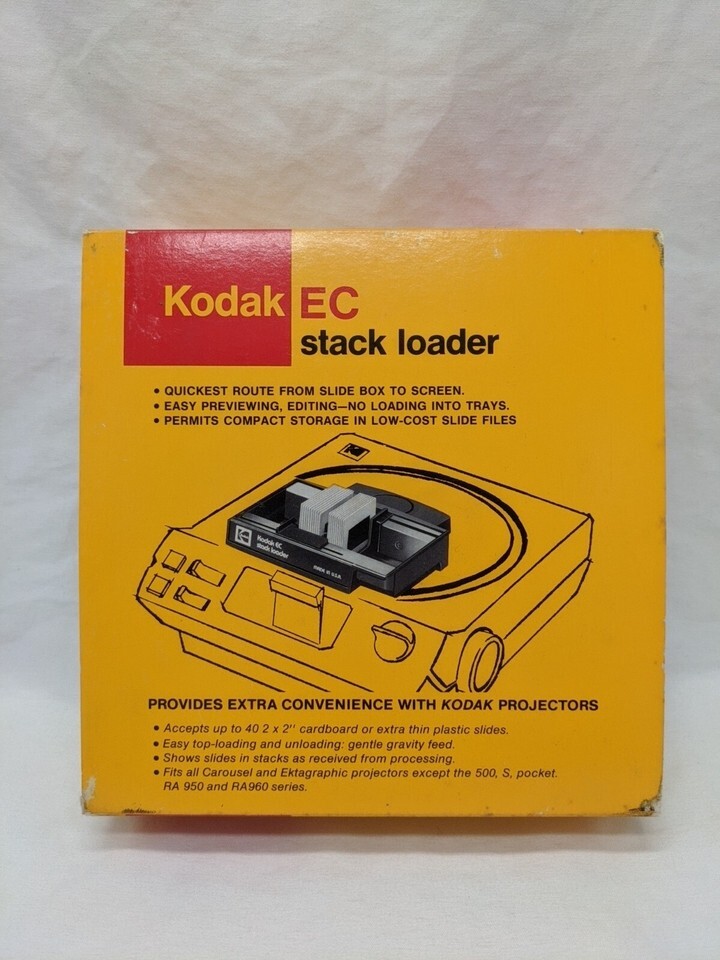 Kodak EC
stack loader
• QUICKEST ROUTE FROM SLIDE BOX TO SCREEN.
• EASY PREVIEWING, EDITING—NO LOADING INTO TRAYS.
• PERMITS COMPACT STORAGE IN LOW-COST SLIDE FILES
Kodak EC
stack loader
MADE IN U.S.A.
PROVIDES EXTRA CONVENIENCE WITH KODAK PROJECTORS
• Accepts up to 40 2 x 2'' cardboard or extra thin plastic slides.
• Easy top-loading and unloading: gentle gravity feed.
• Shows slides in stacks as received from processing.
• Fits all Carousel and Ektagraphic projectors except the 500, S, pocket.
RA 950 and RA960 series.